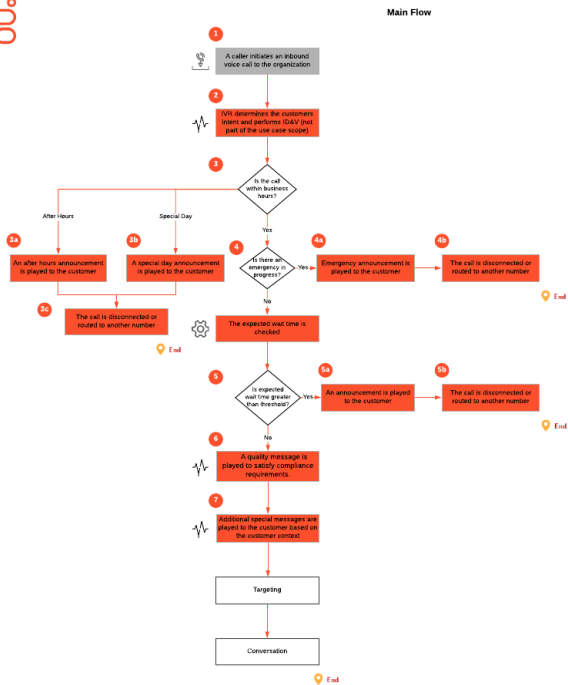 Main Flow
1
A caller initiates an inbound
voice call to the organization
2
IVR determines the customers
intent and performs ID&V (not
part of the use case scope)
3
Is the call
within business
hours?
After Hours
Special Day
Yes
3a
An after hours announcement
is played to the customer
3b
A special day announcement
is played to the customer
4
Is there an
emergency in
progress?
Yes
4a
Emergency announcement is
played to the customer
4b
The call is disconnected or
routed to another number
End
3c
The call is disconnected or
routed to another number
End
No
The expected wait time is
checked
5
Is expected
wait time greater
than threshold?
Yes
5a
An announcement is played
to the customer
5b
The call is disconnected or
routed to another number
End
No
6
A quality message is
played to satisfy compliance
requirements.
7
Additional special messages are
played to the customer based on
the customer context
Targeting
Conversation
End